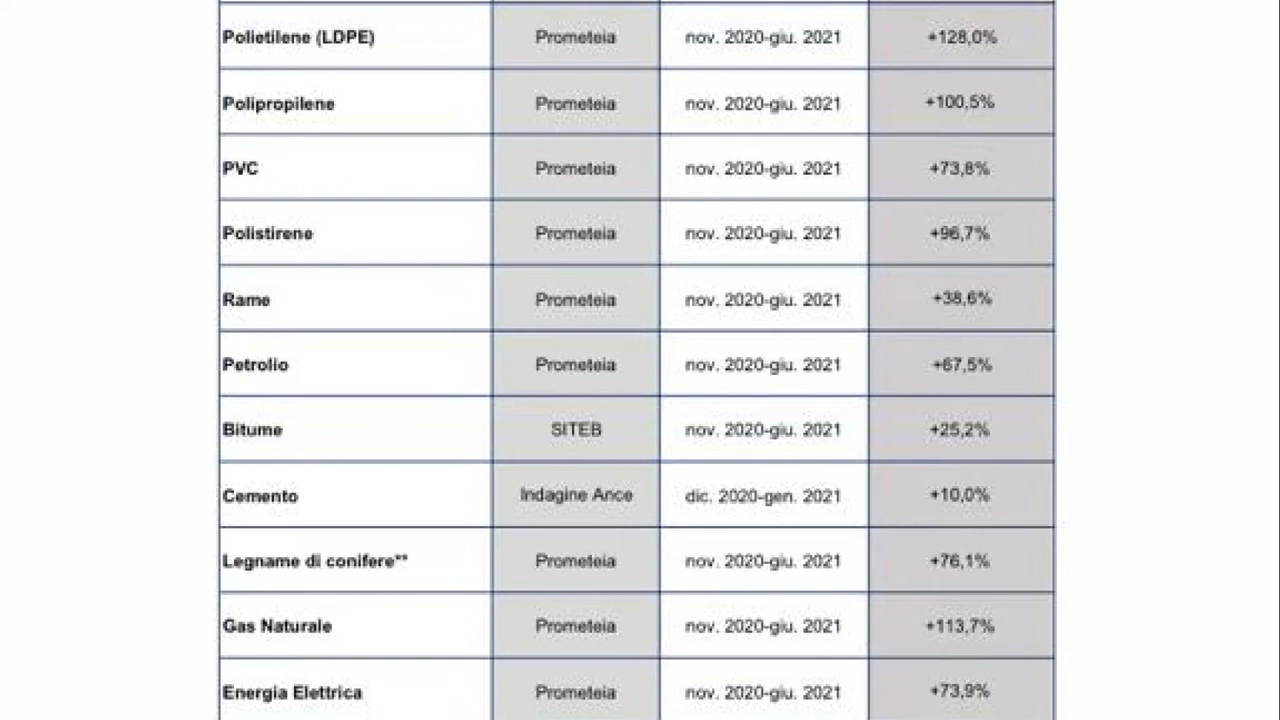 Polietilene (LDPE) Prometeia nov. 2020-giu. 2021 +128,0%
Polipropilene Prometeia nov. 2020-giu. 2021 +100,5%
PVC Prometeia nov. 2020-giu. 2021 +73,8%
Polistirene Prometeia nov. 2020-giu. 2021 +96,7%
Rame Prometeia nov. 2020-giu. 2021 +38,6%
Petrolio Prometeia nov. 2020-giu. 2021 +67,5%
Bitume SITEB nov. 2020-giu. 2021 +25,2%
Cemento Indagine Ance dic. 2020-gen. 2021 +10,0%
Legname di conifere** Prometeia nov. 2020-giu. 2021 +76,1%
Gas Naturale Prometeia nov. 2020-giu. 2021 +113,7%
Energia Elettrica Prometeia nov. 2020-giu. 2021 +73,9%